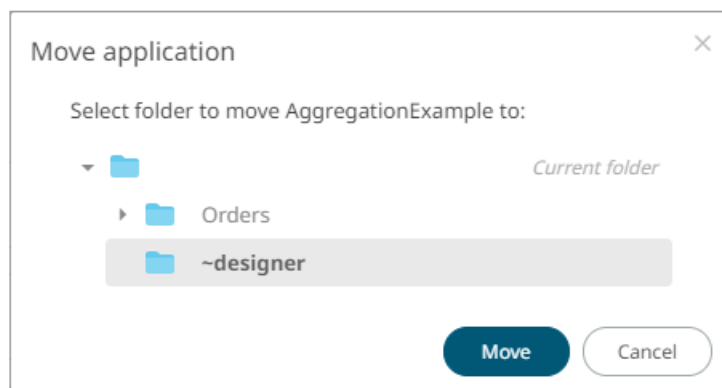 Move application
Select folder to move AggregationExample to:
Current folder
Orders
~designer
Move
Cancel